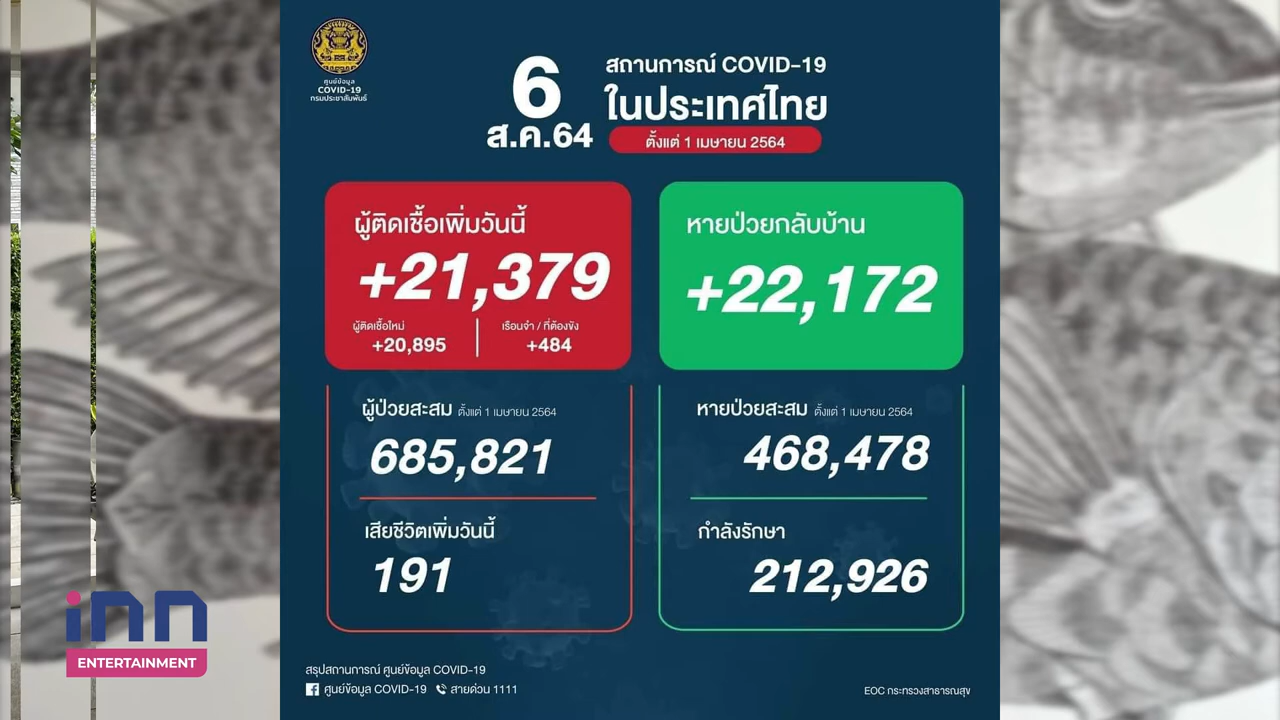 ศูนย์ข้อมูล
COVID-19
กรมประชาสัมพันธ์
6
ส.ค.64
สถานการณ์ COVID-19
ในประเทศไทย
ตั้งแต่ 1 เมษายน 2564
ผู้ติดเชื้อเพิ่มวันนี้
+21,379
ผู้ติดเชื้อใหม่
+20,895
เรือนจำ / ที่ต้องขัง
+484
หายป่วยกลับบ้าน
+22,172
ผู้ป่วยสะสม ตั้งแต่ 1 เมษายน 2564
685,821
เสียชีวิตเพิ่มวันนี้
191
หายป่วยสะสม ตั้งแต่ 1 เมษายน 2564
468,478
กำลังรักษา
212,926
inn
ENTERTAINMENT
สรุปสถานการณ์ ศูนย์ข้อมูล COVID-19
ศูนย์ข้อมูล COVID-19 สายด่วน 1111
EOC กระทรวงสาธารณสุข